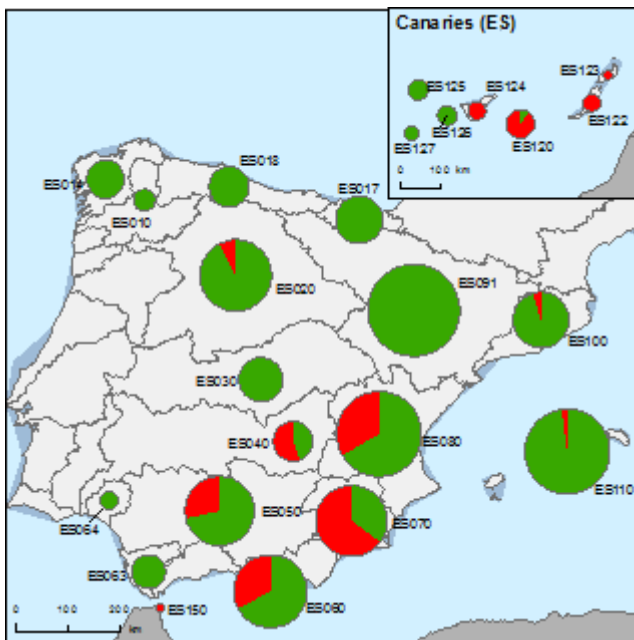 Canaries (ES)
ES123
ES125
ES124
ES122
ES126
ES120
ES127
0 100 km
ES018
ES017
ES014
ES010
ES020
ES091
ES100
ES030
ES040
ES080
ES110
ES050
ES070
ES064
ES063
ES060
ES150
0 100 200
km